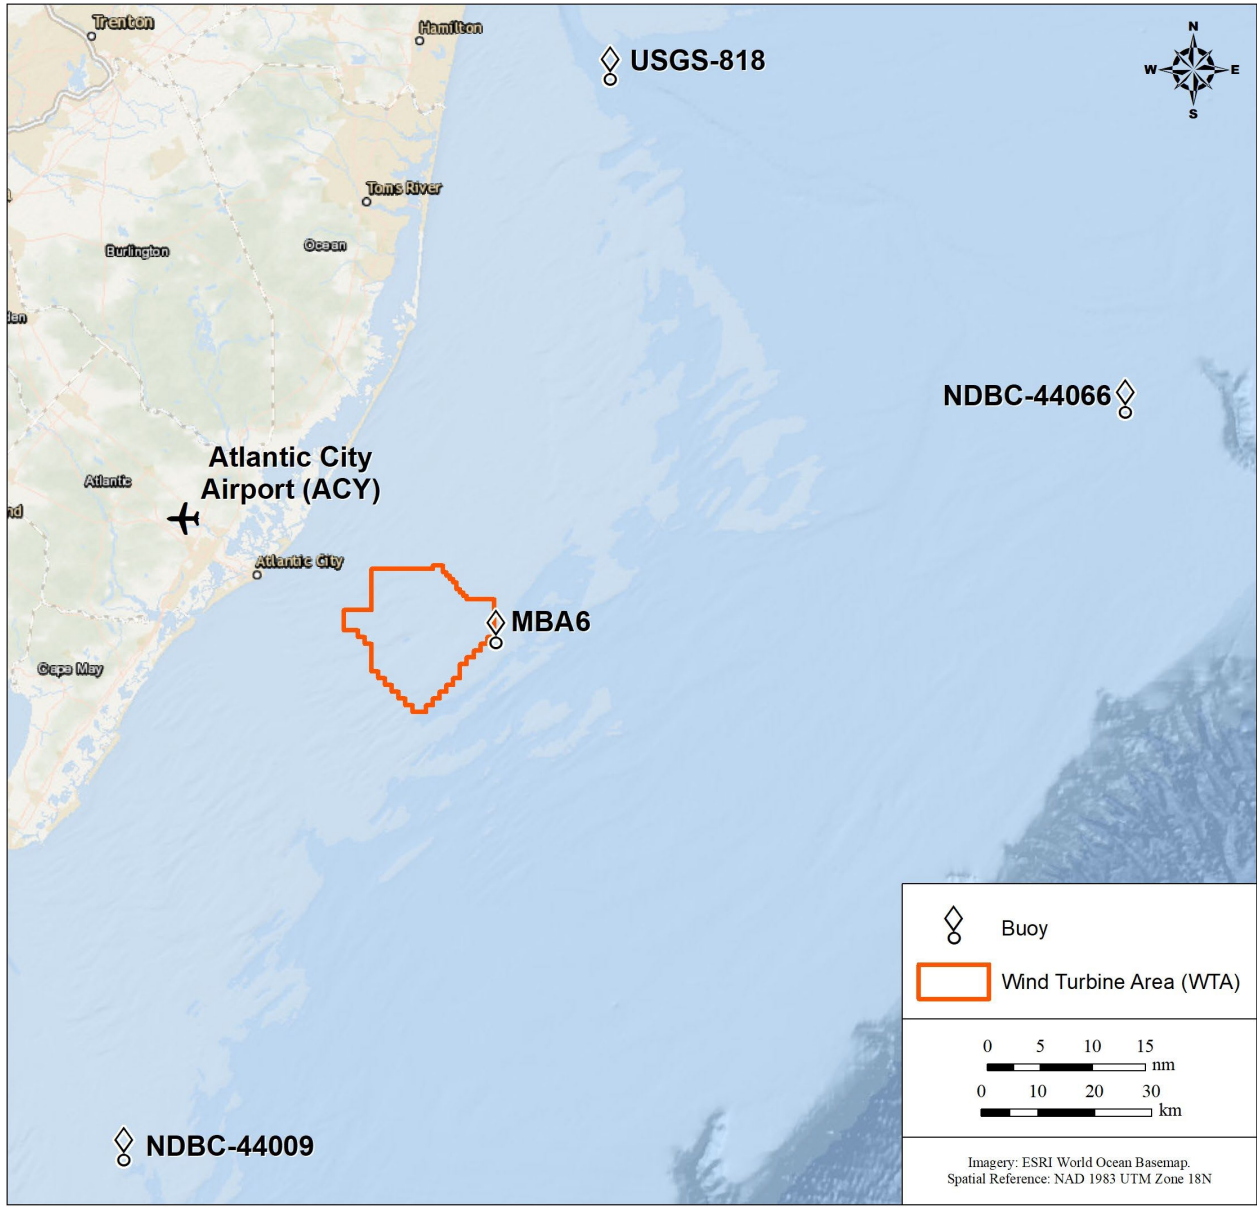 Trenton
Hamilton
USGS-818
N
W E
S
Toms River
Burlington
Ocean
NDBC-44066
Atlantic City
Airport (ACY)
Atlantic
Atlantic City
MBA6
Cape May
Buoy
Wind Turbine Area (WTA)
0 5 10 15
nm
0 10 20 30
km
NDBC-44009
Imagery: ESRI World Ocean Basemap.
Spatial Reference: NAD 1983 UTM Zone 18N